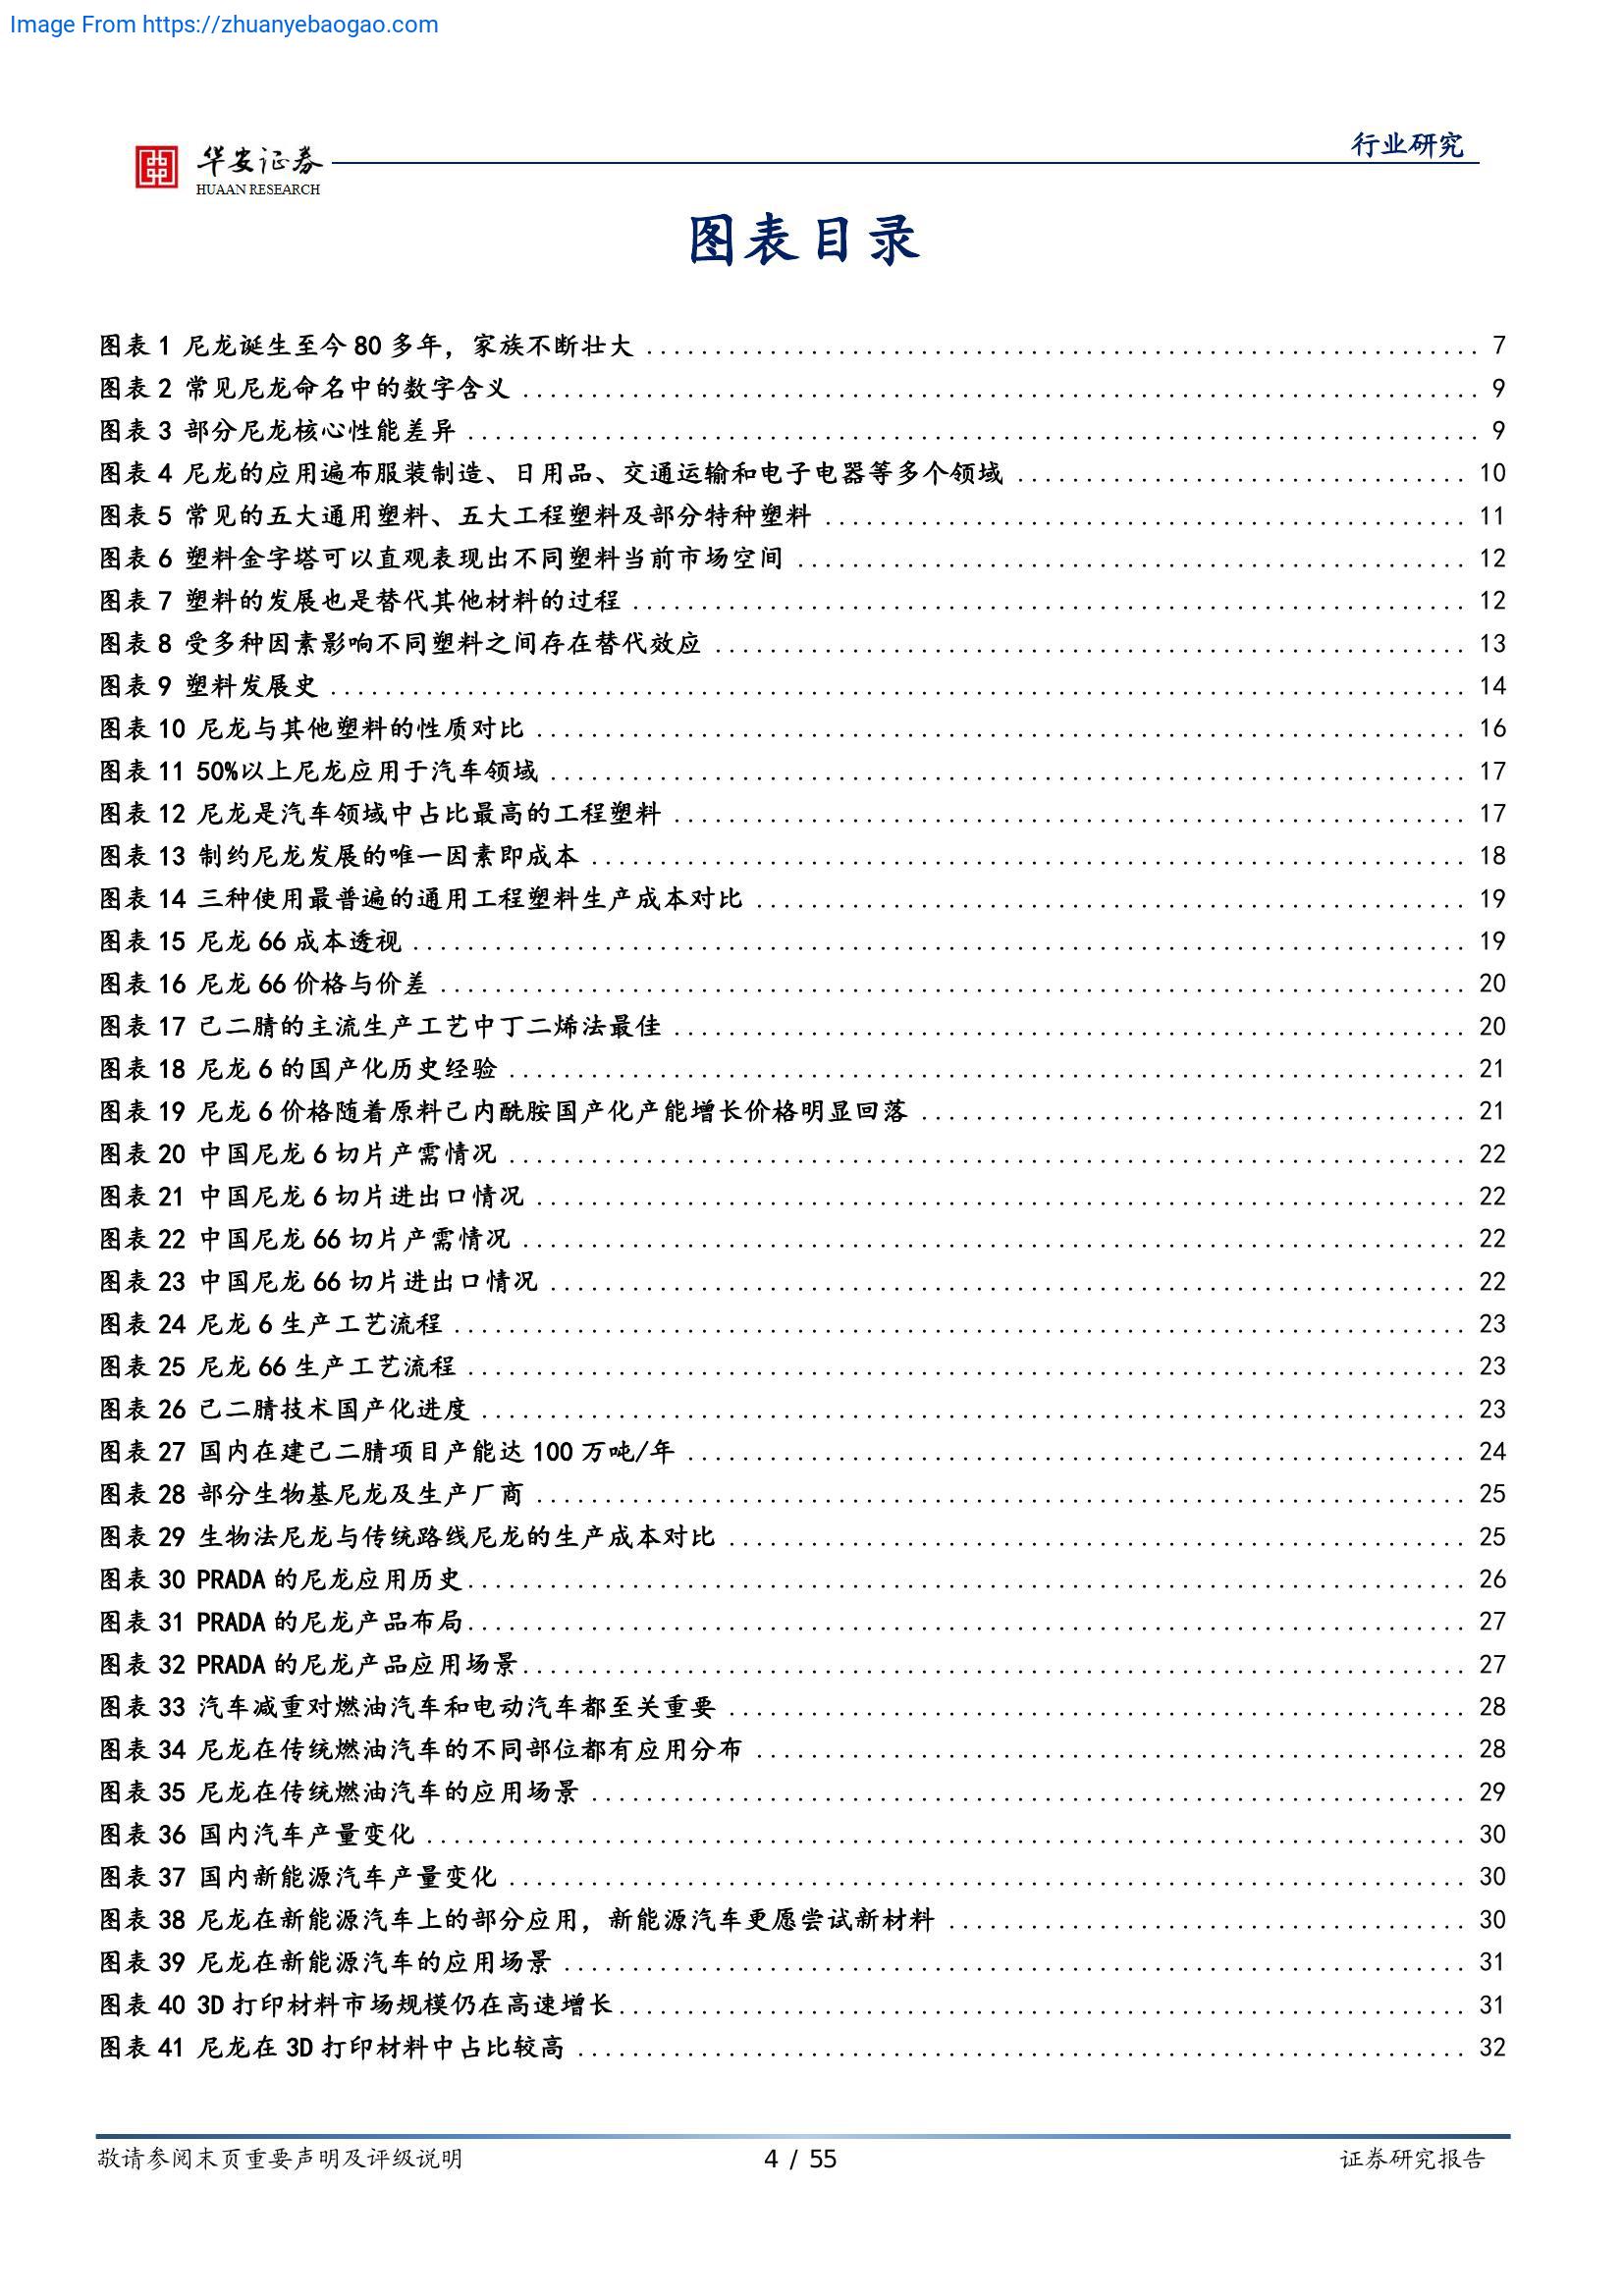 Image From https://zhuanyebaogao.com
华安证券
HUAAN RESEARCH
行业研究
图表目录
图表 1 尼龙诞生至今 80 多年，家族不断壮大 7
图表 2 常见尼龙命名中的数字含义 9
图表 3 部分尼龙核心性能差异 9
图表 4 尼龙的应用遍布服装制造、日用品、交通运输和电子电器等多个领域 10
图表 5 常见的五大通用塑料、五大工程塑料及部分特种塑料 11
图表 6 塑料金字塔可以直观表现出不同塑料当前市场空间 12
图表 7 塑料的发展也是替代其他材料的过程 12
图表 8 受多种因素影响不同塑料之间存在替代效应 13
图表 9 塑料发展史 14
图表 10 尼龙与其他塑料的性质对比 16
图表 11 50%以上尼龙应用于汽车领域 17
图表 12 尼龙是汽车领域中占比最高的工程塑料 17
图表 13 制约尼龙发展的唯一因素即成本 18
图表 14 三种使用最普遍的通用工程塑料生产成本对比 19
图表 15 尼龙 66 成本透视 19
图表 16 尼龙 66 价格与价差 20
图表 17 己二腈的主流生产工艺中丁二烯法最佳 20
图表 18 尼龙 6 的国产化历史经验 21
图表 19 尼龙 6 价格随着原料己内酰胺国产化产能增长价格明显回落 21
图表 20 中国尼龙 6 切片产需情况 22
图表 21 中国尼龙 6 切片进出口情况 22
图表 22 中国尼龙 66 切片产需情况 22
图表 23 中国尼龙 66 切片进出口情况 22
图表 24 尼龙 6 生产工艺流程 23
图表 25 尼龙 66 生产工艺流程 23
图表 26 己二腈技术国产化进度 23
图表 27 国内在建己二腈项目产能达 100 万吨/年 24
图表 28 部分生物基尼龙及生产厂商 25
图表 29 生物法尼龙与传统路线尼龙的生产成本对比 25
图表 30 PRADA 的尼龙应用历史 26
图表 31 PRADA 的尼龙产品布局 27
图表 32 PRADA 的尼龙产品应用场景 27
图表 33 汽车减重对燃油汽车和电动汽车都至关重要 28
图表 34 尼龙在传统燃油汽车的不同部位都有应用分布 28
图表 35 尼龙在传统燃油汽车的应用场景 29
图表 36 国内汽车产量变化 30
图表 37 国内新能源汽车产量变化 30
图表 38 尼龙在新能源汽车上的部分应用，新能源汽车更愿尝试新材料 30
图表 39 尼龙在新能源汽车的应用场景 31
图表 40 3D 打印材料市场规模仍在高速增长 31
图表 41 尼龙在 3D 打印材料中占比较高 32
敬请参阅末页重要声明及评级说明
4 / 55
证券研究报告